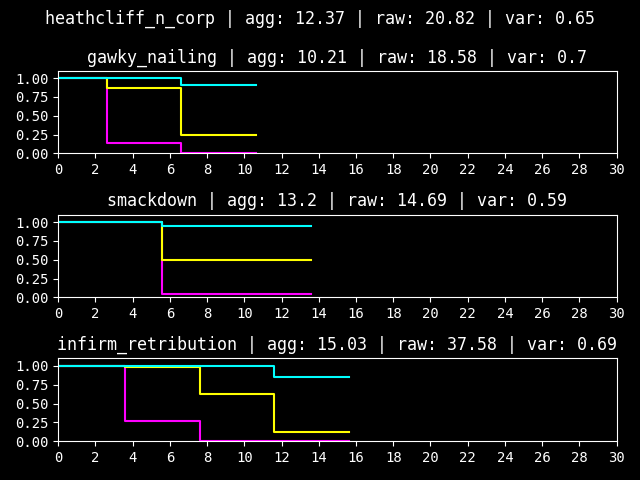 heathcliff_n_corp | agg: 12.37 | raw: 20.82 | var: 0.65
gawky_nailing | agg: 10.21 | raw: 18.58 | var: 0.7
1.00
0.75
0.50
0.25
0.00
0 2 4 6 8 10 12 14 16 18 20 22 24 26 28 30
smackdown | agg: 13.2 | raw: 14.69 | var: 0.59
1.00
0.75
0.50
0.25
0.00
0 2 4 6 8 10 12 14 16 18 20 22 24 26 28 30
infirm_retribution | agg: 15.03 | raw: 37.58 | var: 0.69
1.00
0.75
0.50
0.25
0.00
0 2 4 6 8 10 12 14 16 18 20 22 24 26 28 30